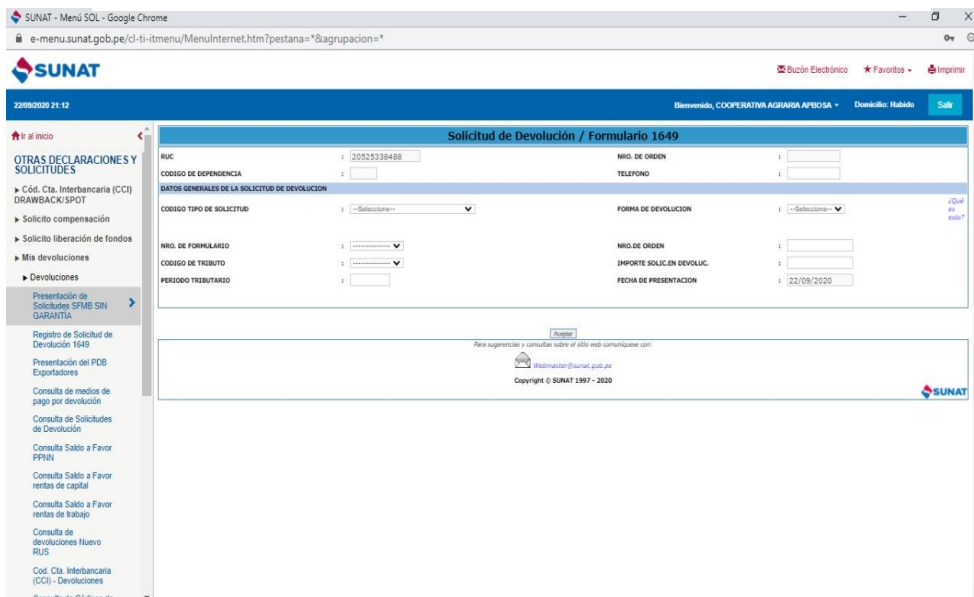 SUNAT - Menú SOL - Google Chrome
e-menu.sunat.gob.pe/cl-ti-itmenu/MenuInternet.htm?pestana=*&agrupacion=*
SUNAT
Buzón Electrónico Favoritos Imprimir
22/09/2020 21:12
Bienvenido, COOPERATIVA AGRARIA APBOSA Domicilio: Habido Salir
Ir al inicio
OTRAS DECLARACIONES Y
SOLICITUDES
Cód. Cta. Interbancaria (CCI)
DRAWBACK/SPOT
Solicito compensación
Solicito liberación de fondos
Mis devoluciones
Devoluciones
Presentación de
Solicitudes SFMB SIN
GARANTÍA
Registro de Solicitud de
Devolución 1649
Presentación del PDB
Exportadores
Consulta de medios de
pago por devolución
Consulta de Solicitudes
de Devolución
Consulta Saldo a Favor
PPNN
Consulta Saldo a Favor
rentas de capital
Consulta Saldo a Favor
rentas de trabajo
Consulta de
devoluciones Nuevo
RUS
Cod. Cta. Interbancaria
(CCI) - Devoluciones
Solicitud de Devolución / Formulario 1649
RUC : 20525338488 NRO. DE ORDEN :
CODIGO DE DEPENDENCIA : TELEFONO :
DATOS GENERALES DE LA SOLICITUD DE DEVOLUCION
CODIGO TIPO DE SOLICITUD : --Seleccione-- FORMA DE DEVOLUCION : --Seleccione--
¿Qué
es
esto?
NRO. DE FORMULARIO : -------------- NRO.DE ORDEN :
CODIGO DE TRIBUTO : -------------- IMPORTE SOLIC.EN DEVOLUC. :
PERIODO TRIBUTARIO : FECHA DE PRESENTACION : 22/09/2020
Aceptar
Para sugerencias y consultas sobre el sitio web comuníquese con:
Webmaster@sunat.gob.pe
Copyright © SUNAT 1997 - 2020
SUNAT